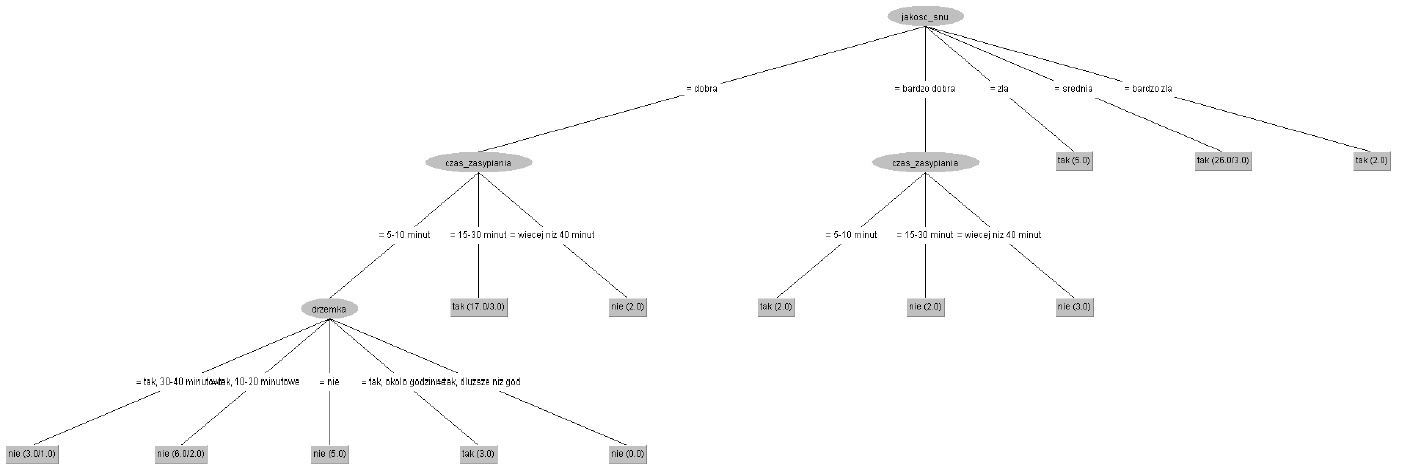 jakosc_snu
= dobra
= bardzo dobra
= zla
= srednia
= bardzo zla
czas_zasypiania
czas_zasypiania
tak (5.0)
tak (26.0/3.0)
tak (2.0)
= 5-10 minut
= 15-30 minut
= wiecej niz 40 minut
= 5-10 minut
= 15-30 minut
= wiecej niz 40 minut
drzemka
tak (17.0/3.0)
nie (2.0)
tak (2.0)
nie (2.0)
nie (3.0)
= tak, 30-40 minutowe
tak, 10-20 minutowe
= nie
= tak, okolo godzinne
tak, dluzsze niz god
nie (3.0/1.0)
nie (6.0/2.0)
nie (5.0)
tak (3.0)
nie (0.0)